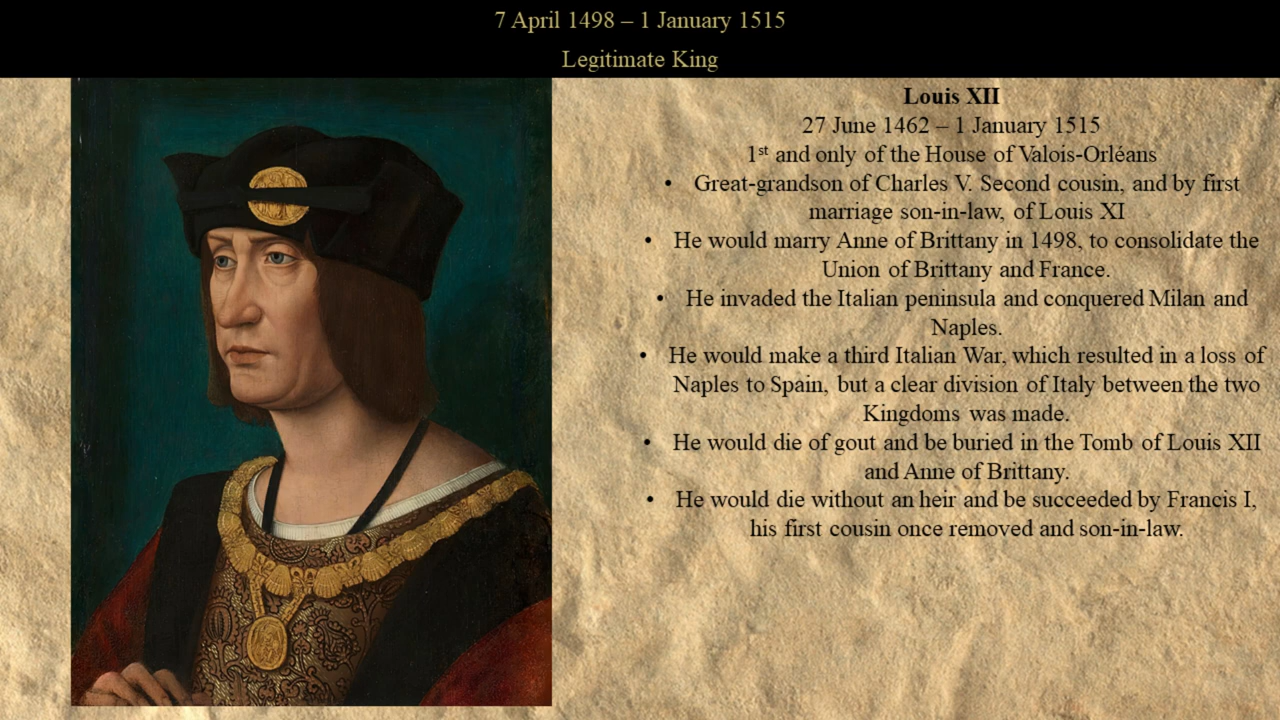 7 April 1498 – 1 January 1515
Legitimate King
Louis XII
27 June 1462 – 1 January 1515
1st and only of the House of Valois-Orléans
• Great-grandson of Charles V. Second cousin, and by first
marriage son-in-law, of Louis XI
• He would marry Anne of Brittany in 1498, to consolidate the
Union of Brittany and France.
• He invaded the Italian peninsula and conquered Milan and
Naples.
• He would make a third Italian War, which resulted in a loss of
Naples to Spain, but a clear division of Italy between the two
Kingdoms was made.
• He would die of gout and be buried in the Tomb of Louis XII
and Anne of Brittany.
• He would die without an heir and be succeeded by Francis I,
his first cousin once removed and son-in-law.